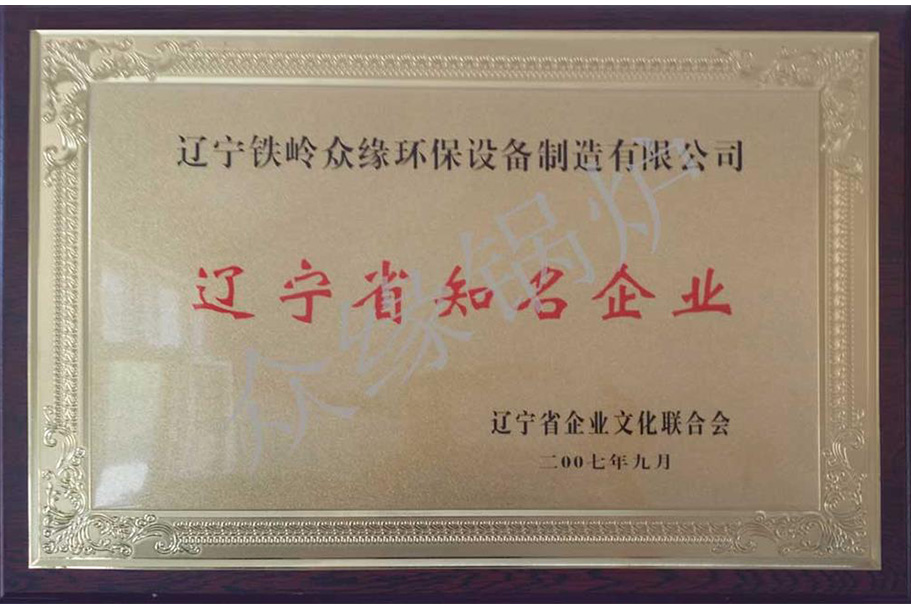 辽宁铁岭众缘环保设备制造有限公司
辽宁省知名企业
众缘锅炉
辽宁省企业文化联合会
二00七年九月